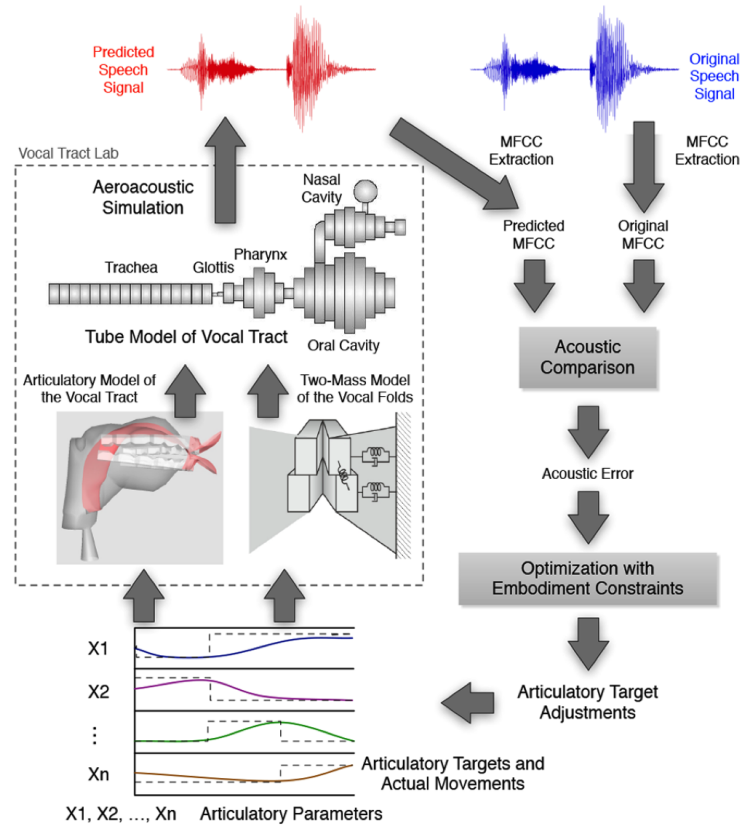 Predicted
Speech
Signal
Original
Speech
Signal
MFCC
Extraction
MFCC
Extraction
Vocal Tract Lab
Aeroacoustic
Simulation
Nasal
Cavity
Predicted
MFCC
Original
MFCC
Trachea
Glottis
Pharynx
Tube Model of Vocal Tract
Oral Cavity
Acoustic
Comparison
Articulatory Model of
the Vocal Tract
Two-Mass Model
of the Vocal Folds
Acoustic Error
Optimization with
Embodiment Constraints
Articulatory Target
Adjustments
X1
X2
⋮
Xn
Articulatory Targets and
Actual Movements
X1, X2, ..., Xn Articulatory Parameters